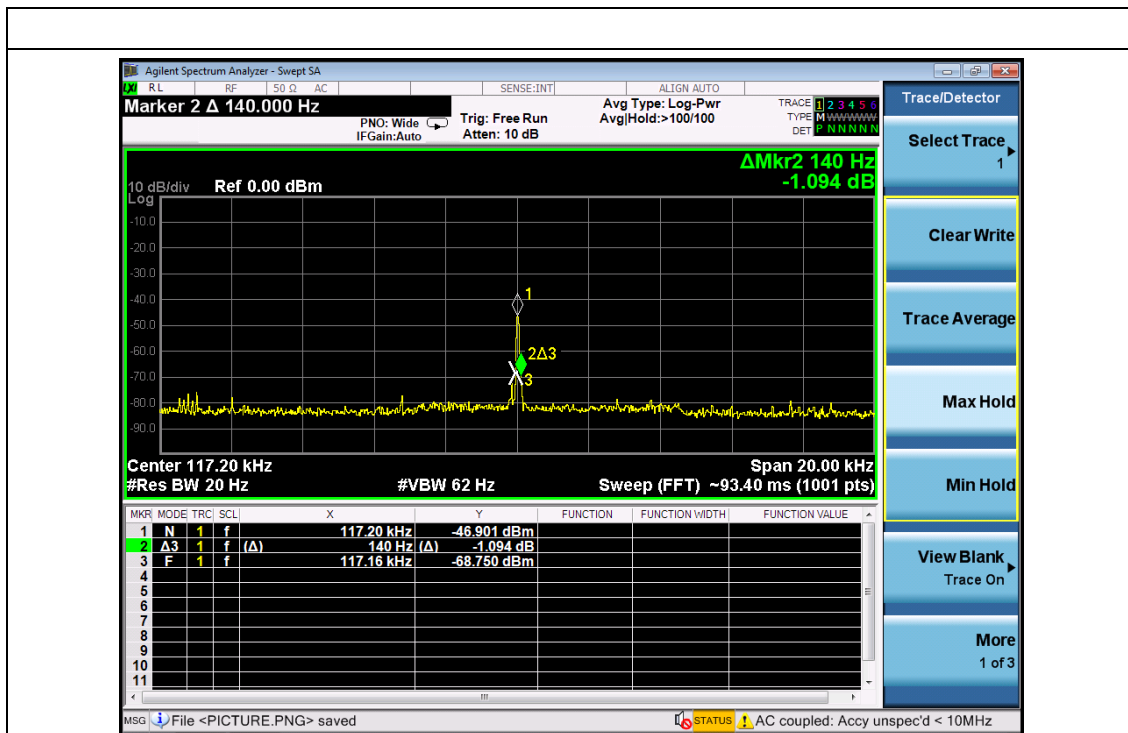 Agilent Spectrum Analyzer - Swept SA
LXI RL RF 50 Ω AC SENSE:INT ALIGN AUTO
Marker 2 Δ 140.000 Hz
PNO: Wide
IFGain:Auto
Trig: Free Run
Atten: 10 dB
Avg Type: Log-Pwr
Avg|Hold:>100/100
TRACE 1 2 3 4 5 6
TYPE M WWWWW
DET P N N N N N
ΔMkr2 140 Hz
-1.094 dB
10 dB/div Ref 0.00 dBm
Log
-10.0
-20.0
-30.0
-40.0
-50.0
-60.0
-70.0
-80.0
-90.0
1
2Δ3
3
Center 117.20 kHz Span 20.00 kHz
#Res BW 20 Hz #VBW 62 Hz Sweep (FFT) ~93.40 ms (1001 pts)
MKR MODE TRC SCL X Y FUNCTION FUNCTION WIDTH FUNCTION VALUE
1 N 1 f 117.20 kHz -46.901 dBm
2 Δ3 1 f (Δ) 140 Hz (Δ) -1.094 dB
3 F 1 f 117.16 kHz -68.750 dBm
4
5
6
7
8
9
10
11
MSG File <PICTURE.PNG> saved STATUS AC coupled: Accy unspec'd < 10MHz
Trace/Detector
Select Trace
1
Clear Write
Trace Average
Max Hold
Min Hold
View Blank
Trace On
More
1 of 3